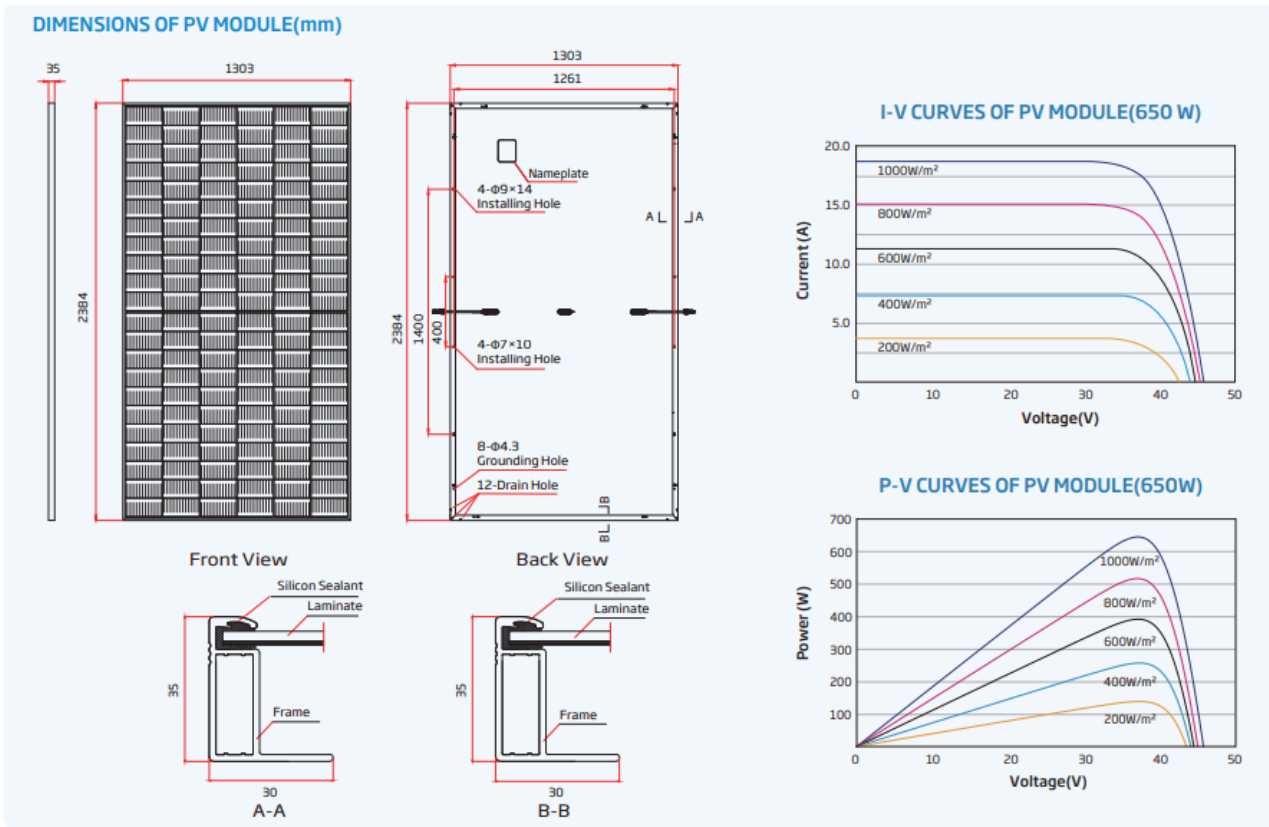 DIMENSIONS OF PV MODULE(mm)
35
1303
2384
Front View
1303
1261
Nameplate
4-Φ9×14
Installing Hole
A
A
2384
1400
400
4-Φ7×10
Installing Hole
8-Φ4.3
Grounding Hole
12-Drain Hole
B
B
Back View
Silicon Sealant
Laminate
35
Frame
30
A-A
Silicon Sealant
Laminate
35
Frame
30
B-B
I-V CURVES OF PV MODULE(650 W)
20.0
15.0
10.0
5.0
Current (A)
1000W/m²
800W/m²
600W/m²
400W/m²
200W/m²
0 10 20 30 40 50
Voltage(V)
P-V CURVES OF PV MODULE(650W)
700
600
500
400
300
200
100
Power (W)
1000W/m²
800W/m²
600W/m²
400W/m²
200W/m²
0 10 20 30 40 50
Voltage(V)